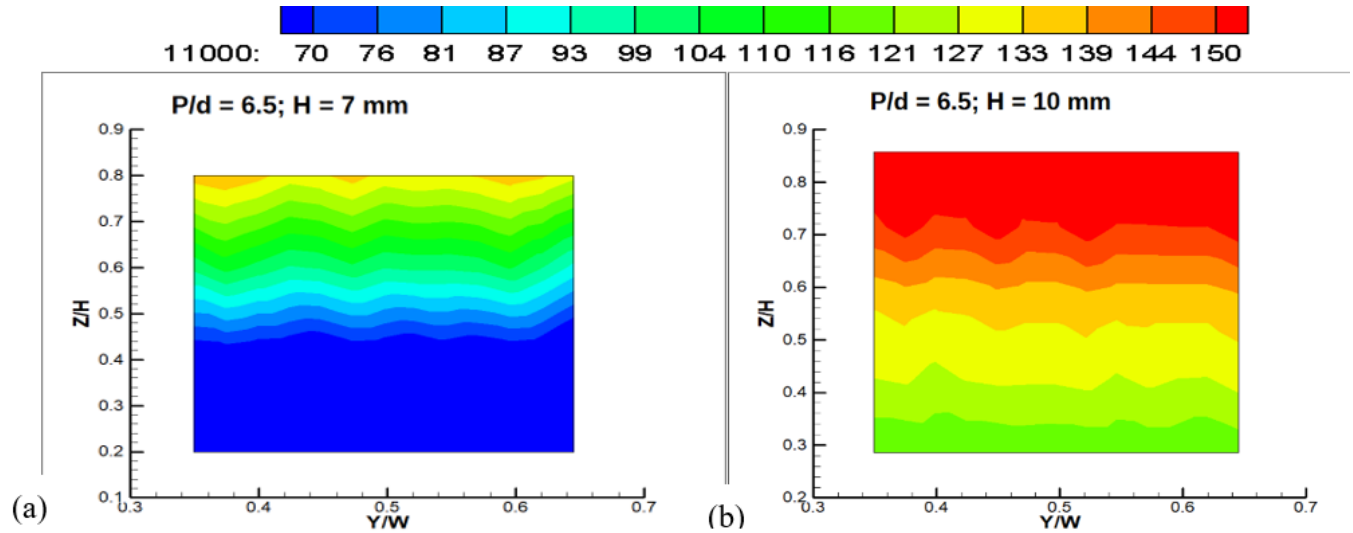 11000: 70 76 81 87 93 99 104 110 116 121 127 133 139 144 150
P/d = 6.5; H = 7 mm
0.9
0.8
0.7
0.6
0.5
0.4
0.3
0.2
0.1
Z/H
0.3 0.4 0.5 0.6 0.7
Y/W
(a)
P/d = 6.5; H = 10 mm
0.9
0.8
0.7
0.6
0.5
0.4
0.3
0.2
Z/H
0.3 0.4 0.5 0.6 0.7
Y/W
(b)